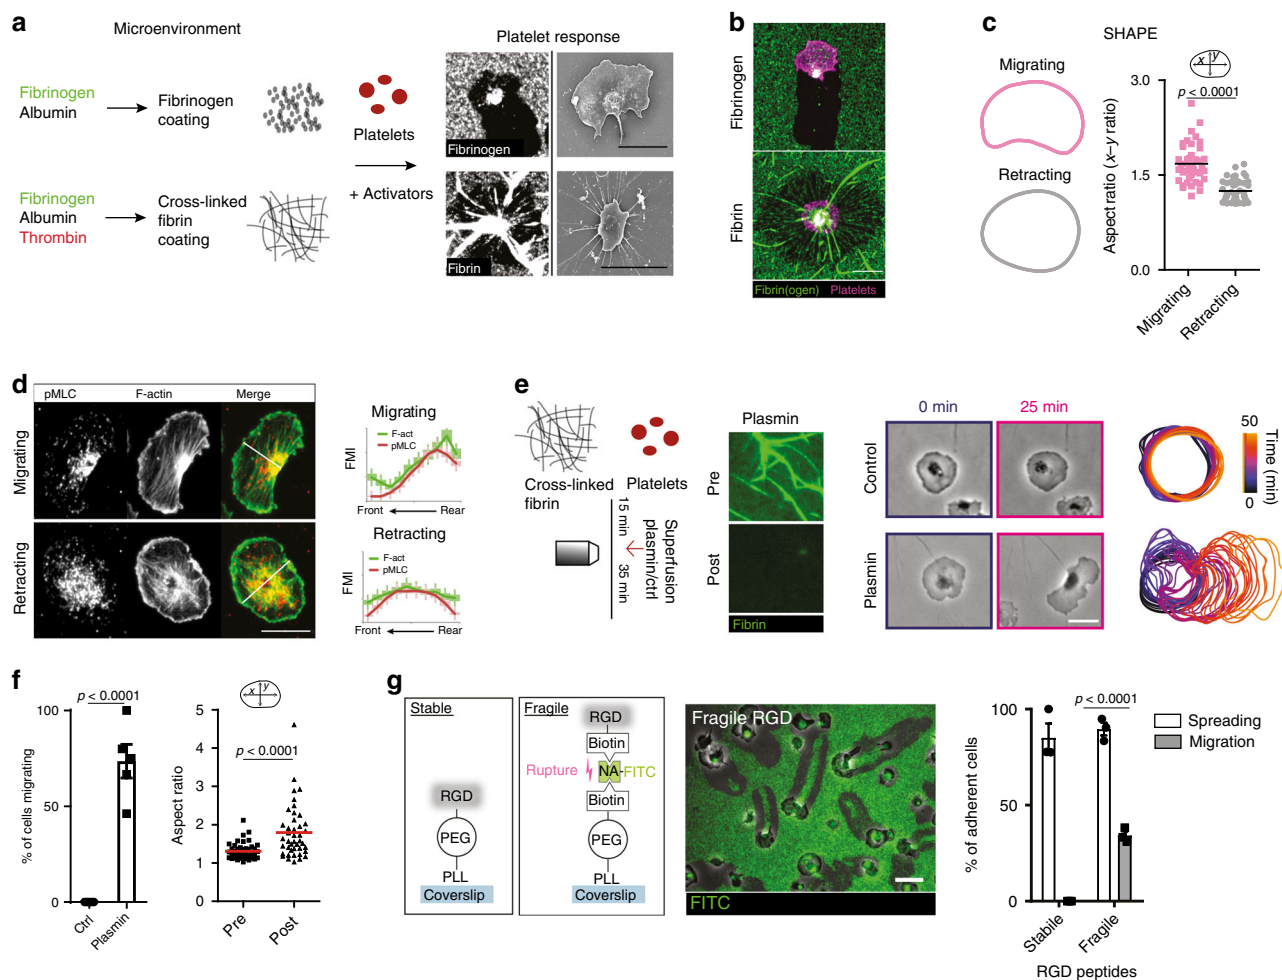 a
Microenvironment
Platelet response
Fibrinogen
Albumin
Fibrinogen
coating
Platelets
+ Activators
Fibrinogen
Albumin
Thrombin
Cross-linked
fibrin
coating
Fibrinogen
Fibrin
b
Fibrinogen
Fibrin
Fibrin(ogen) Platelets
c
SHAPE
Migrating
Retracting
x y
p < 0.0001
3.0
1.5
0.0
Aspect ratio (x–y ratio)
Migrating
Retracting
d
pMLC F-actin Merge
Migrating
Retracting
Migrating
F-act
pMLC
FMI
Front Rear
Retracting
F-act
pMLC
FMI
Front Rear
e
Cross-linked
fibrin
Platelets
15 min
35 min
Superfusion
plasmin/ctrl
Plasmin
Pre
Post
Fibrin
0 min
25 min
Control
Plasmin
50
0
Time (min)
f
p < 0.0001
100
50
0
% of cells migrating
Ctrl
Plasmin
x y
p < 0.0001
5
4
3
2
1
0
Aspect ratio
Pre
Post
g
Stable
RGD
PEG
PLL
Coverslip
Fragile
RGD
Biotin
Rupture
NA-FITC
Biotin
PEG
PLL
Coverslip
Fragile RGD
FITC
p < 0.0001
100
50
0
% of adherent cells
Spreading
Migration
Stabile
Fragile
RGD peptides